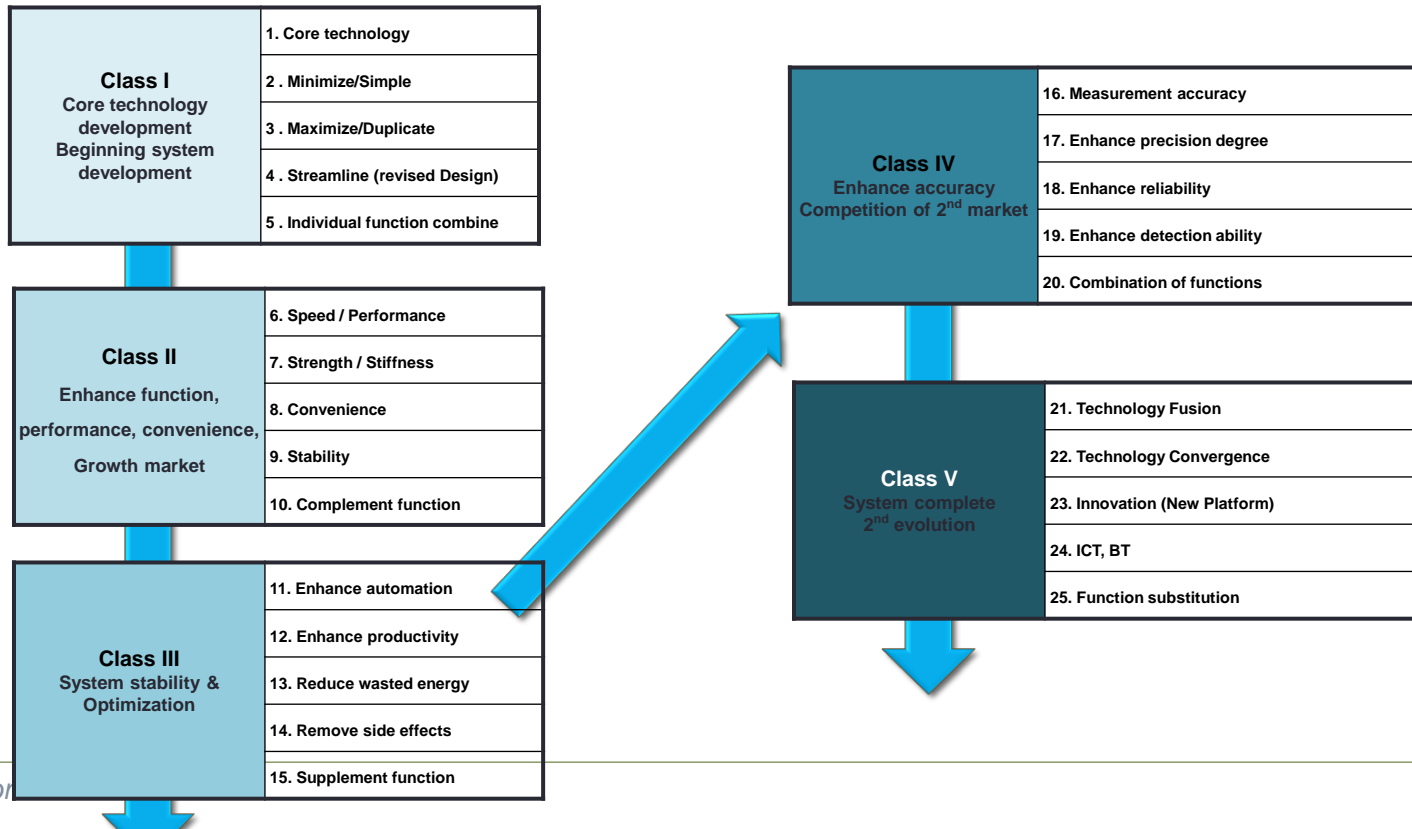 Class I
Core technology
development
Beginning system
development
1. Core technology
2 . Minimize/Simple
3 . Maximize/Duplicate
4 . Streamline (revised Design)
5 . Individual function combine
Class II
Enhance function,
performance, convenience,
Growth market
6. Speed / Performance
7. Strength / Stiffness
8. Convenience
9. Stability
10. Complement function
Class III
System stability &
Optimization
11. Enhance automation
12. Enhance productivity
13. Reduce wasted energy
14. Remove side effects
15. Supplement function
Class IV
Enhance accuracy
Competition of 2nd market
16. Measurement accuracy
17. Enhance precision degree
18. Enhance reliability
19. Enhance detection ability
20. Combination of functions
Class V
System complete
2nd evolution
21. Technology Fusion
22. Technology Convergence
23. Innovation (New Platform)
24. ICT, BT
25. Function substitution